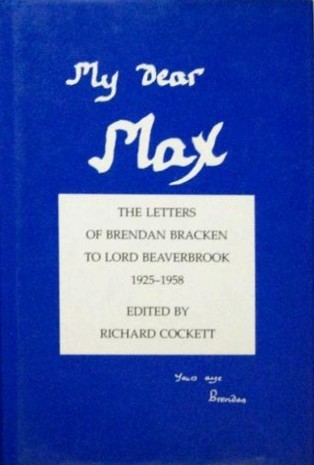 My Dear
Max
THE LETTERS
OF BRENDAN BRACKEN
TO LORD BEAVERBROOK
1925–1958
EDITED BY
RICHARD COCKETT
Yours aye
Brendan